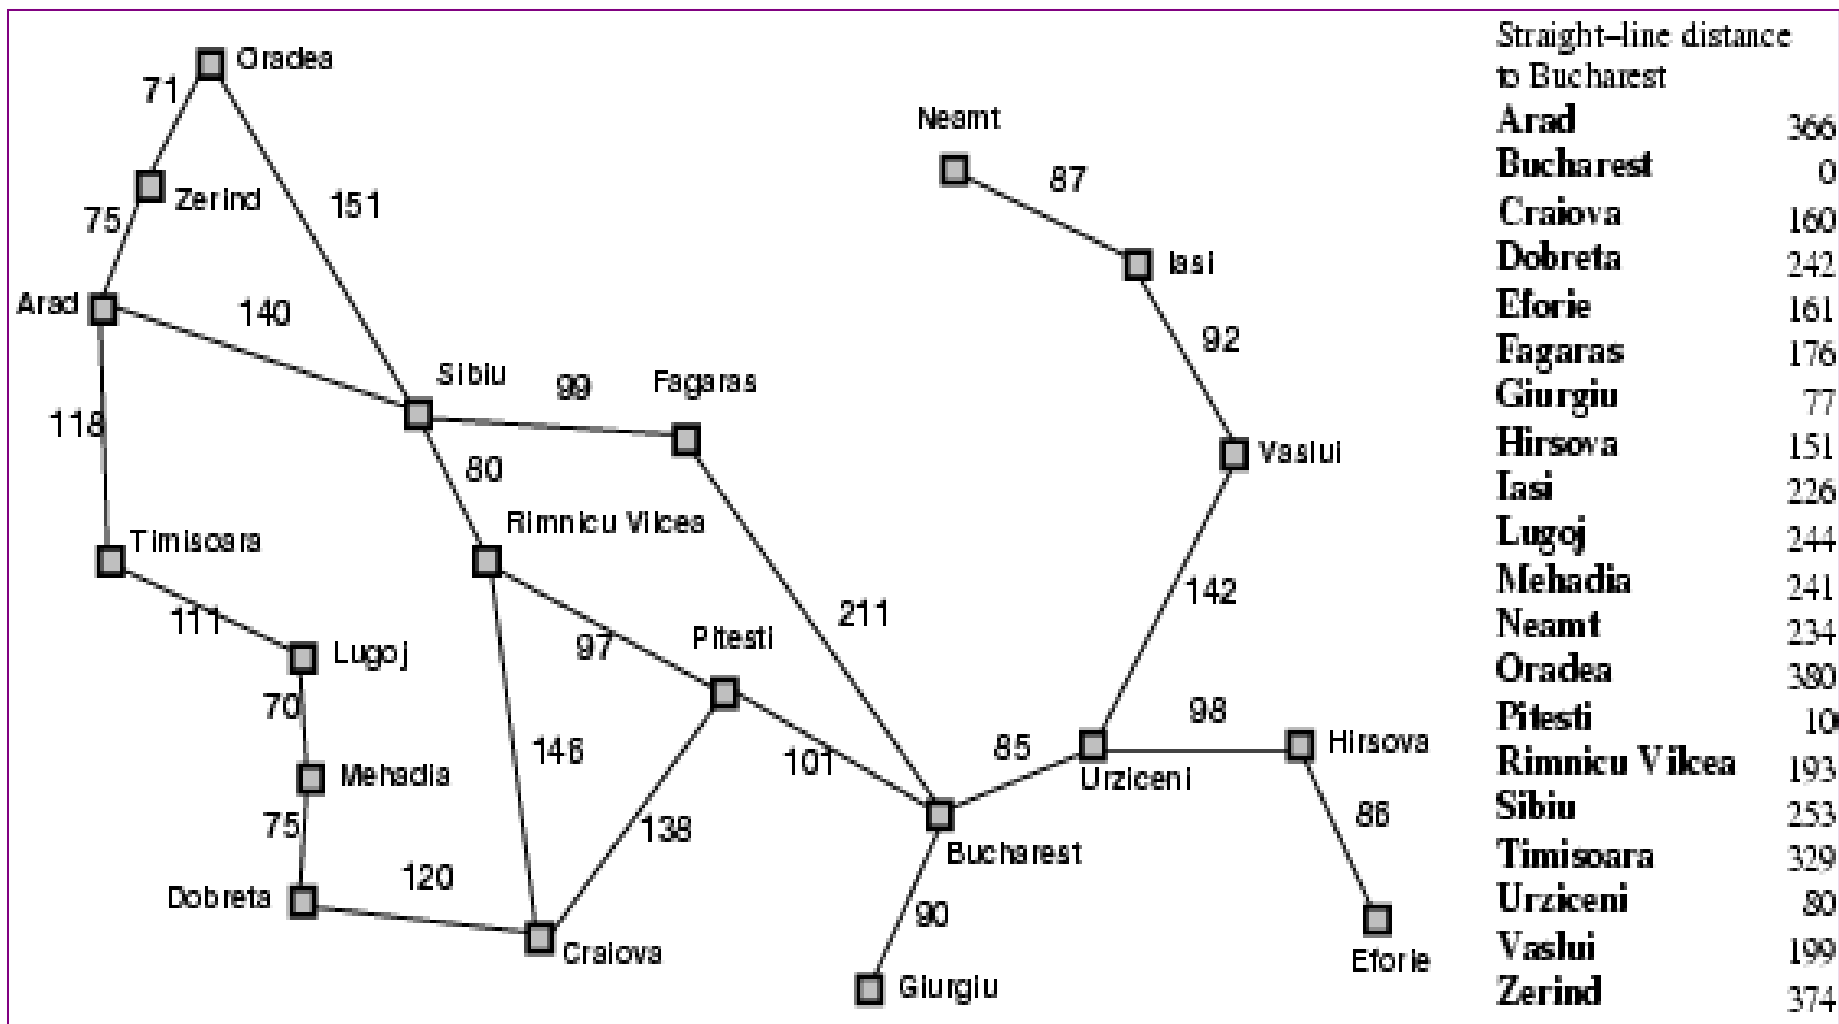 Oradea
71
Neamt
87
Zerind
151
75
Iasi
Arad
140
92
Sibiu
99
Fagaras
118
80
Vaslui
Rimnicu Vilcea
Timisoara
142
111
211
Lugoj
97
Pitesti
70
98
146
101
85
Hirsova
Mehadia
Urziceni
86
75
138
Bucharest
120
Dobreta
90
Craiova
Eforie
Giurgiu
Straight–line distance
to Bucharest
Arad 366
Bucharest 0
Craiova 160
Dobreta 242
Eforie 161
Fagaras 176
Giurgiu 77
Hirsova 151
Iasi 226
Lugoj 244
Mehadia 241
Neamt 234
Oradea 380
Pitesti 10
Rimnicu Vilcea 193
Sibiu 253
Timisoara 329
Urziceni 80
Vaslui 199
Zerind 374